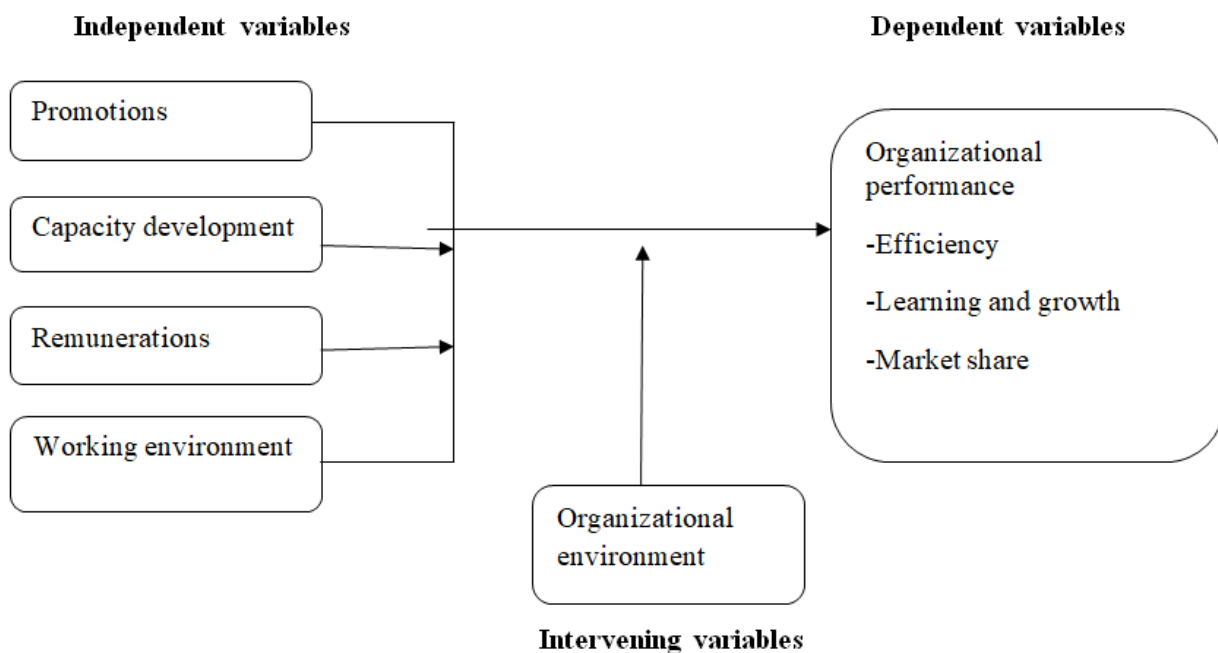 Independent variables
Dependent variables
Promotions
Capacity development
Remunerations
Working environment
Organizational
performance
-Efficiency
-Learning and growth
-Market share
Organizational
environment
Intervening variables